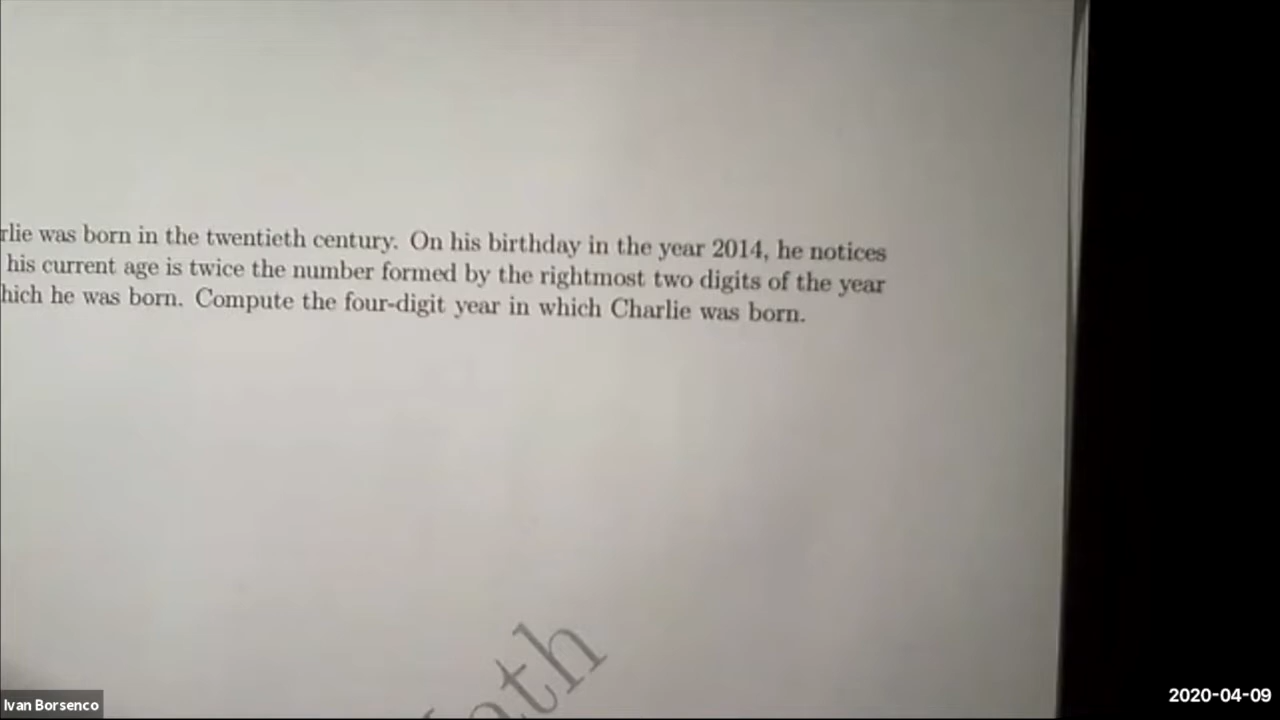 rlie was born in the twentieth century. On his birthday in the year 2014, he notices
his current age is twice the number formed by the rightmost two digits of the year
hich he was born. Compute the four-digit year in which Charlie was born.
ath
Ivan Borsenco
2020-04-09